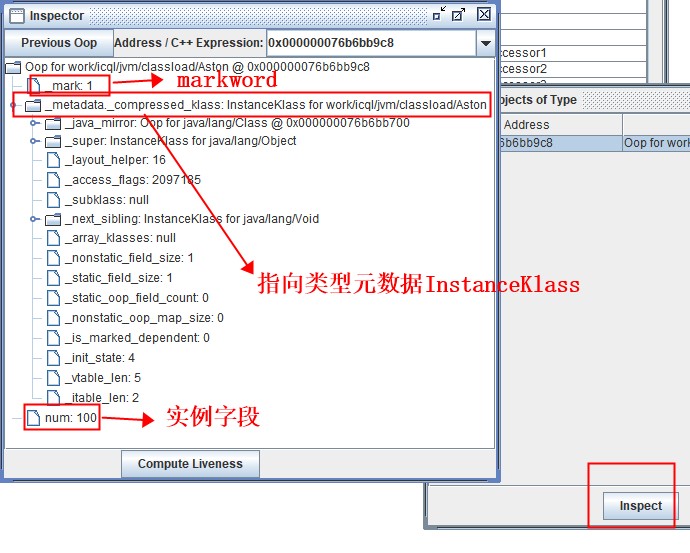 Inspector
Previous Oop Address / C++ Expression: 0x000000076b6bb9c8
Oop for work/icql/jvm/classload/Aston @ 0x000000076b6bb9c8
_mark: 1
markword
_metadata._compressed_klass: InstanceKlass for work/icql/jvm/classload/Aston
_java_mirror: Oop for java/lang/Class @ 0x000000076b6bb700
_super: InstanceKlass for java/lang/Object
_layout_helper: 16
_access_flags: 2097185
_subklass: null
_next_sibling: InstanceKlass for java/lang/Void
_array_klasses: null
_nonstatic_field_size: 1
_static_field_size: 1
指向类型元数据InstanceKlass
_static_oop_field_count: 0
_nonstatic_oop_map_size: 0
_is_marked_dependent: 0
_init_state: 4
_vtable_len: 5
_itable_len: 2
num: 100
实例字段
Compute Liveness
ccessor1
ccessor2
ccessor3
bjects of Type
Address
6b6bb9c8 Oop for work
Inspect